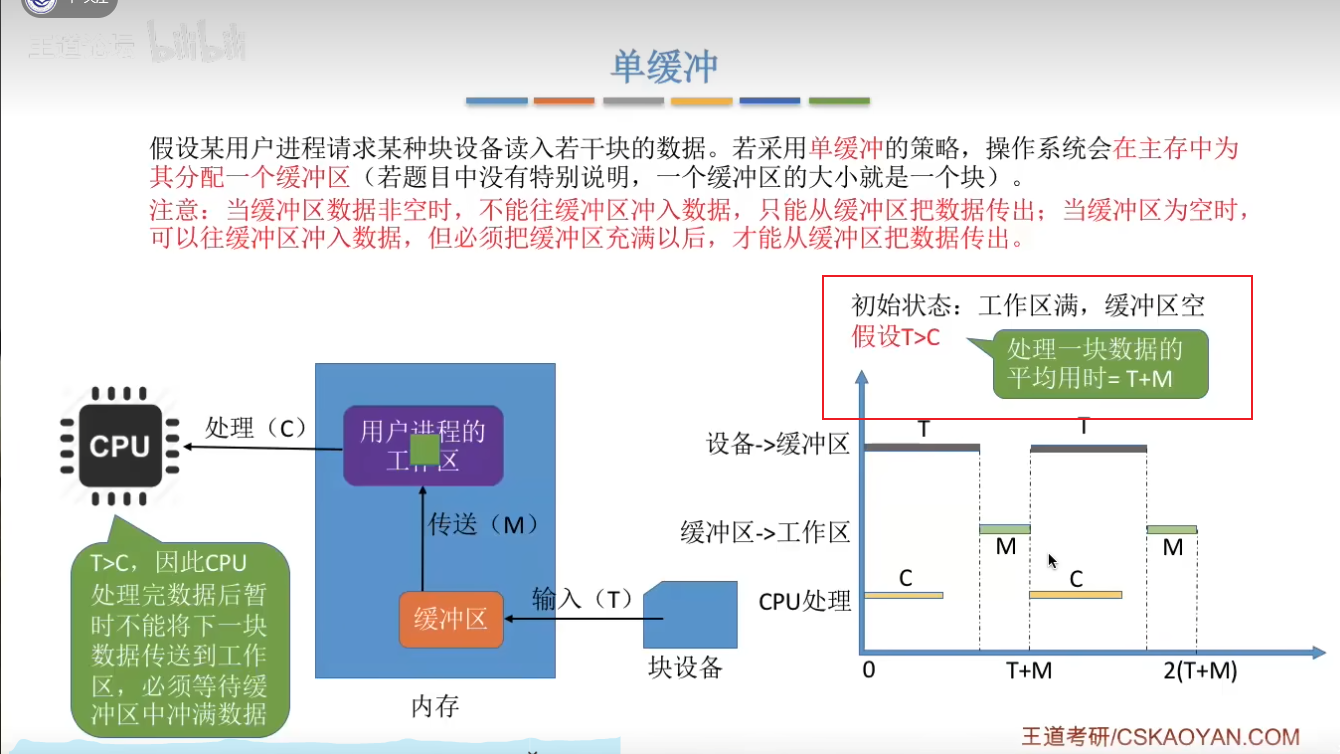 王道论坛 bilibili
单缓冲
假设某用户进程请求某种块设备读入若干块的数据。若采用单缓冲的策略，操作系统会在主存中为
其分配一个缓冲区（若题目中没有特别说明，一个缓冲区的大小就是一个块）。
注意：当缓冲区数据非空时，不能往缓冲区冲入数据，只能从缓冲区把数据传出；当缓冲区为空时，
可以往缓冲区冲入数据，但必须把缓冲区充满以后，才能从缓冲区把数据传出。
初始状态：工作区满，缓冲区空
假设T>C
处理一块数据的
平均用时= T+M
CPU
处理（C）
用户进程的
工作区
传送（M）
缓冲区
输入（T）
块设备
内存
T>C，因此CPU
处理完数据后暂
时不能将下一块
数据传送到工作
区，必须等待缓
冲区中冲满数据
设备->缓冲区
T
T
缓冲区->工作区
M
M
CPU处理
C
C
0
T+M
2(T+M)
王道考研/CSKAOYAN.COM